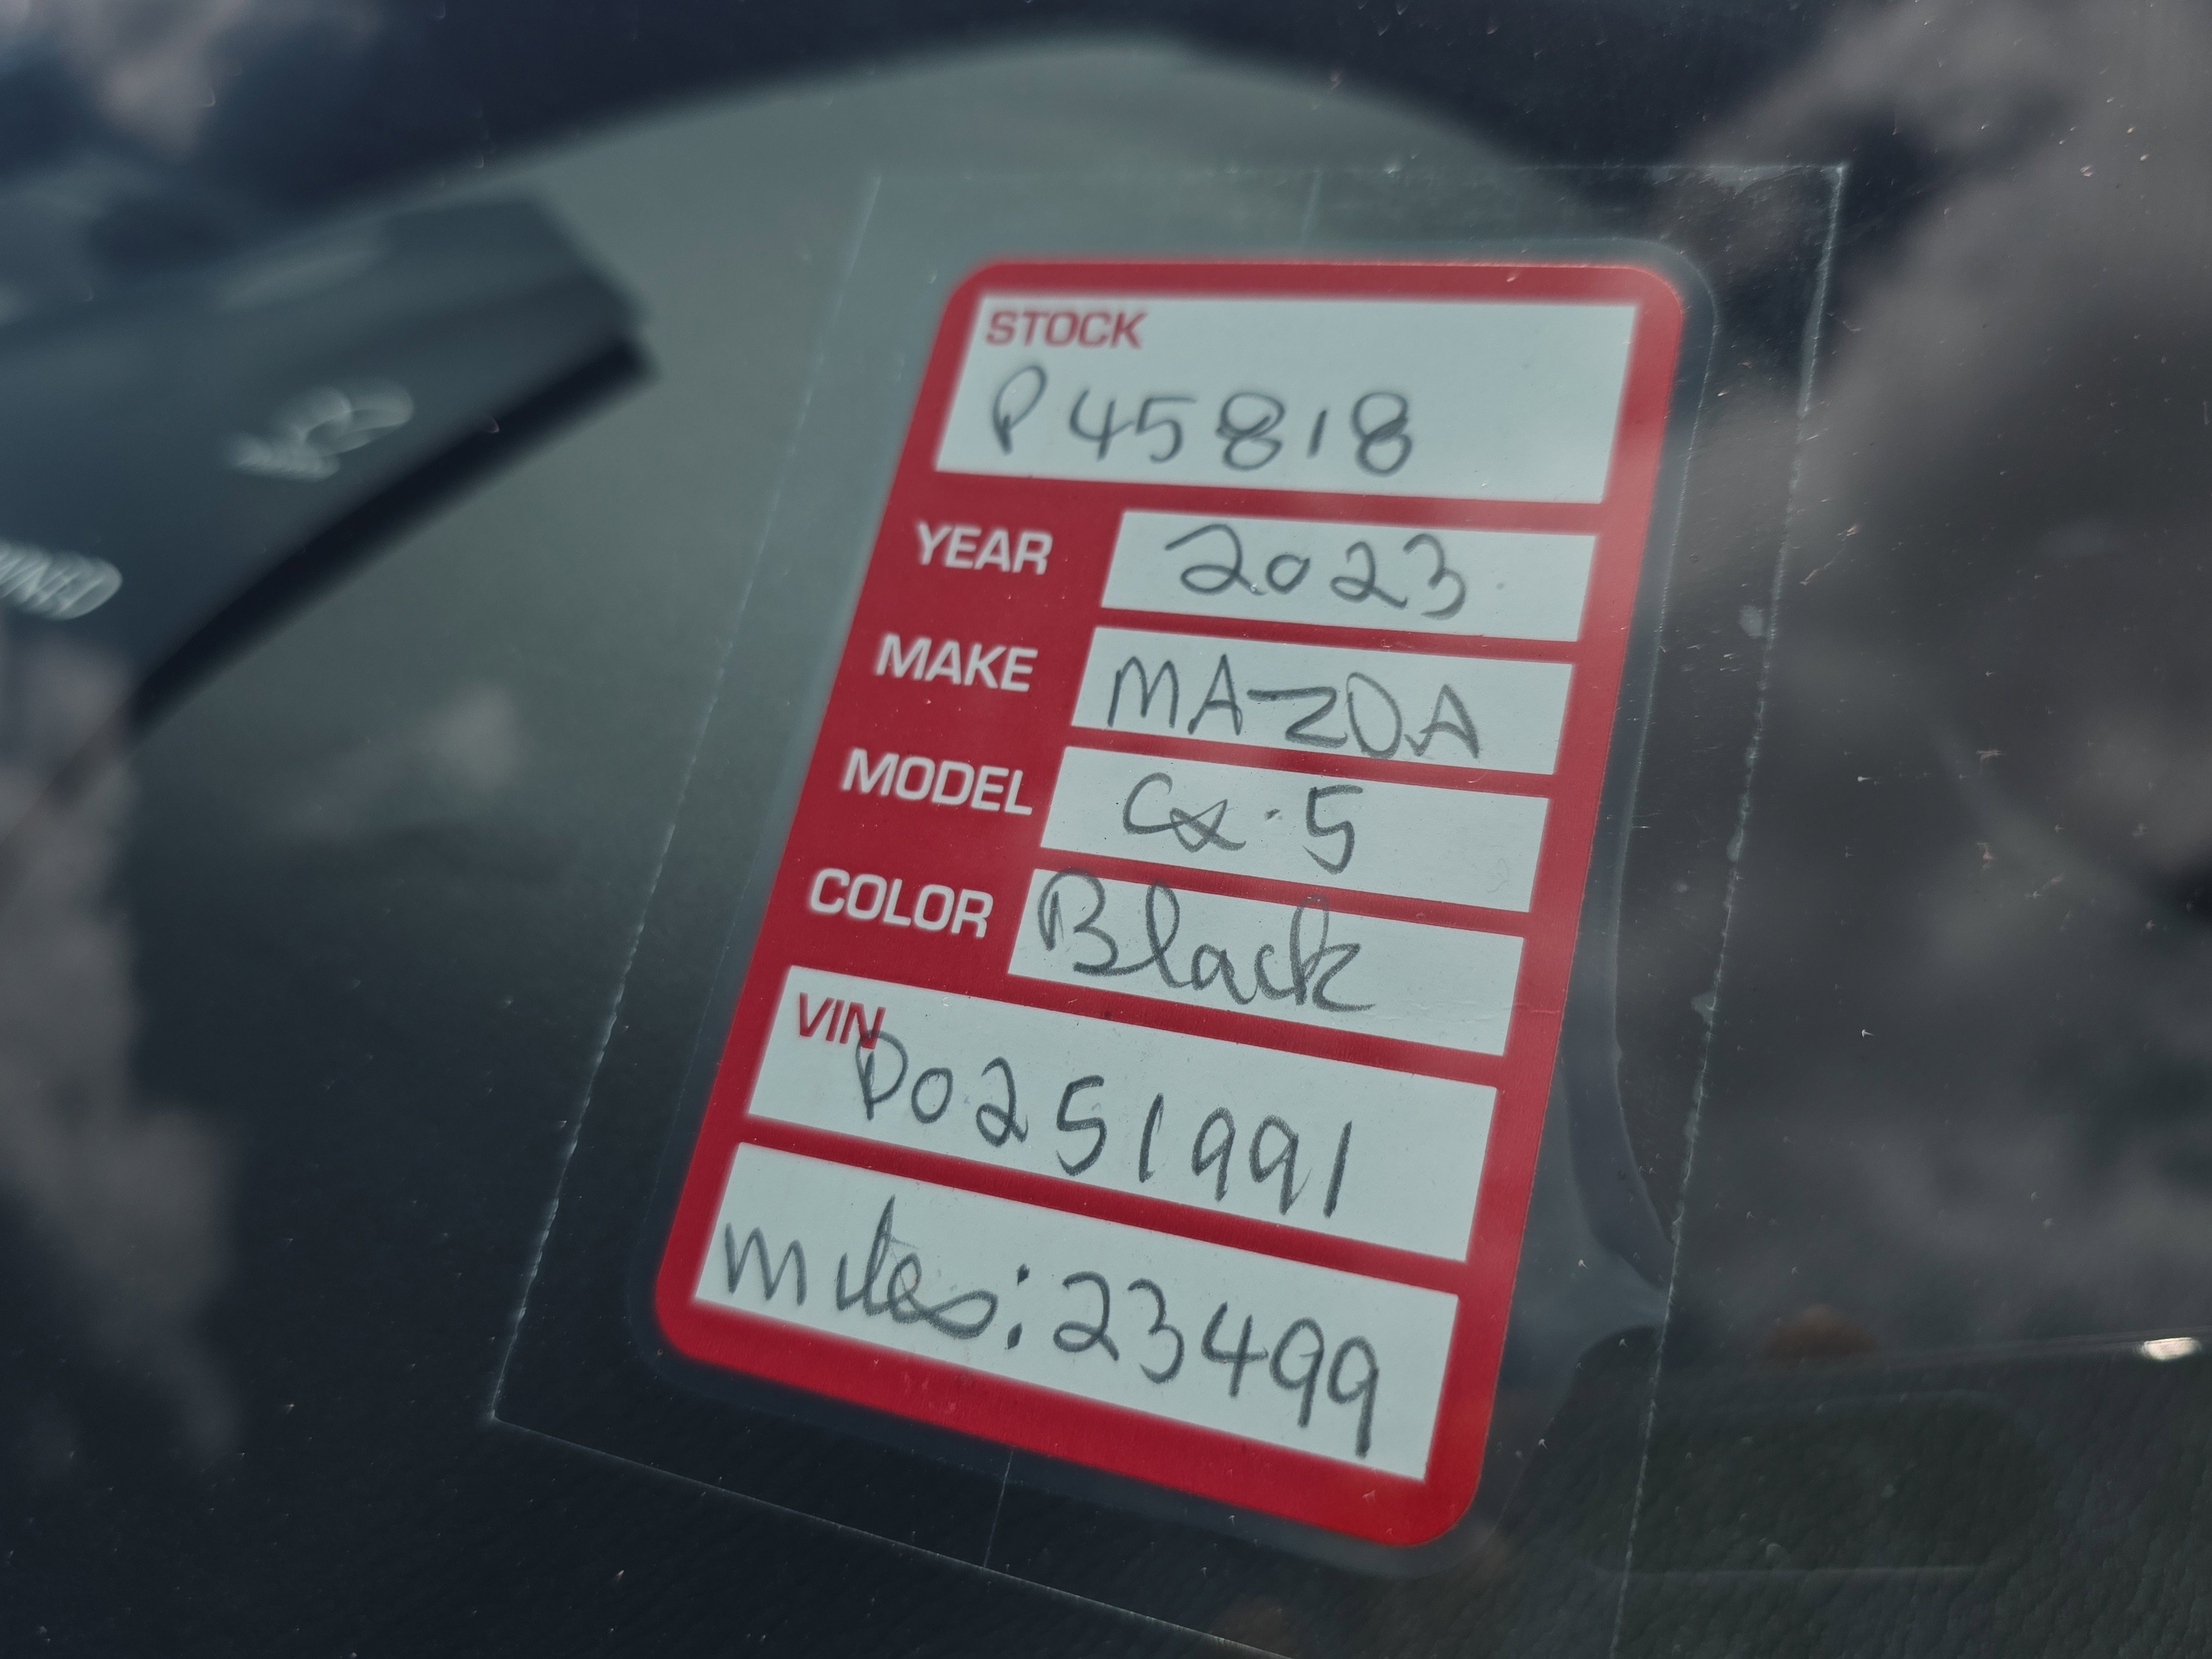 STOCK
P45818
YEAR 2023
MAKE MAZDA
MODEL CX-5
COLOR Black
VIN
P0251991
miles: 23499